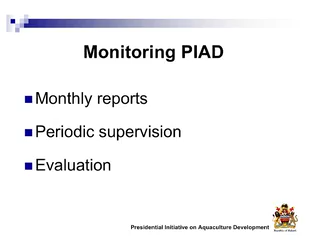 Monitoring PIAD
Monthly reports
Periodic supervision
Evaluation
Presidential Initiative on Aquaculture Development